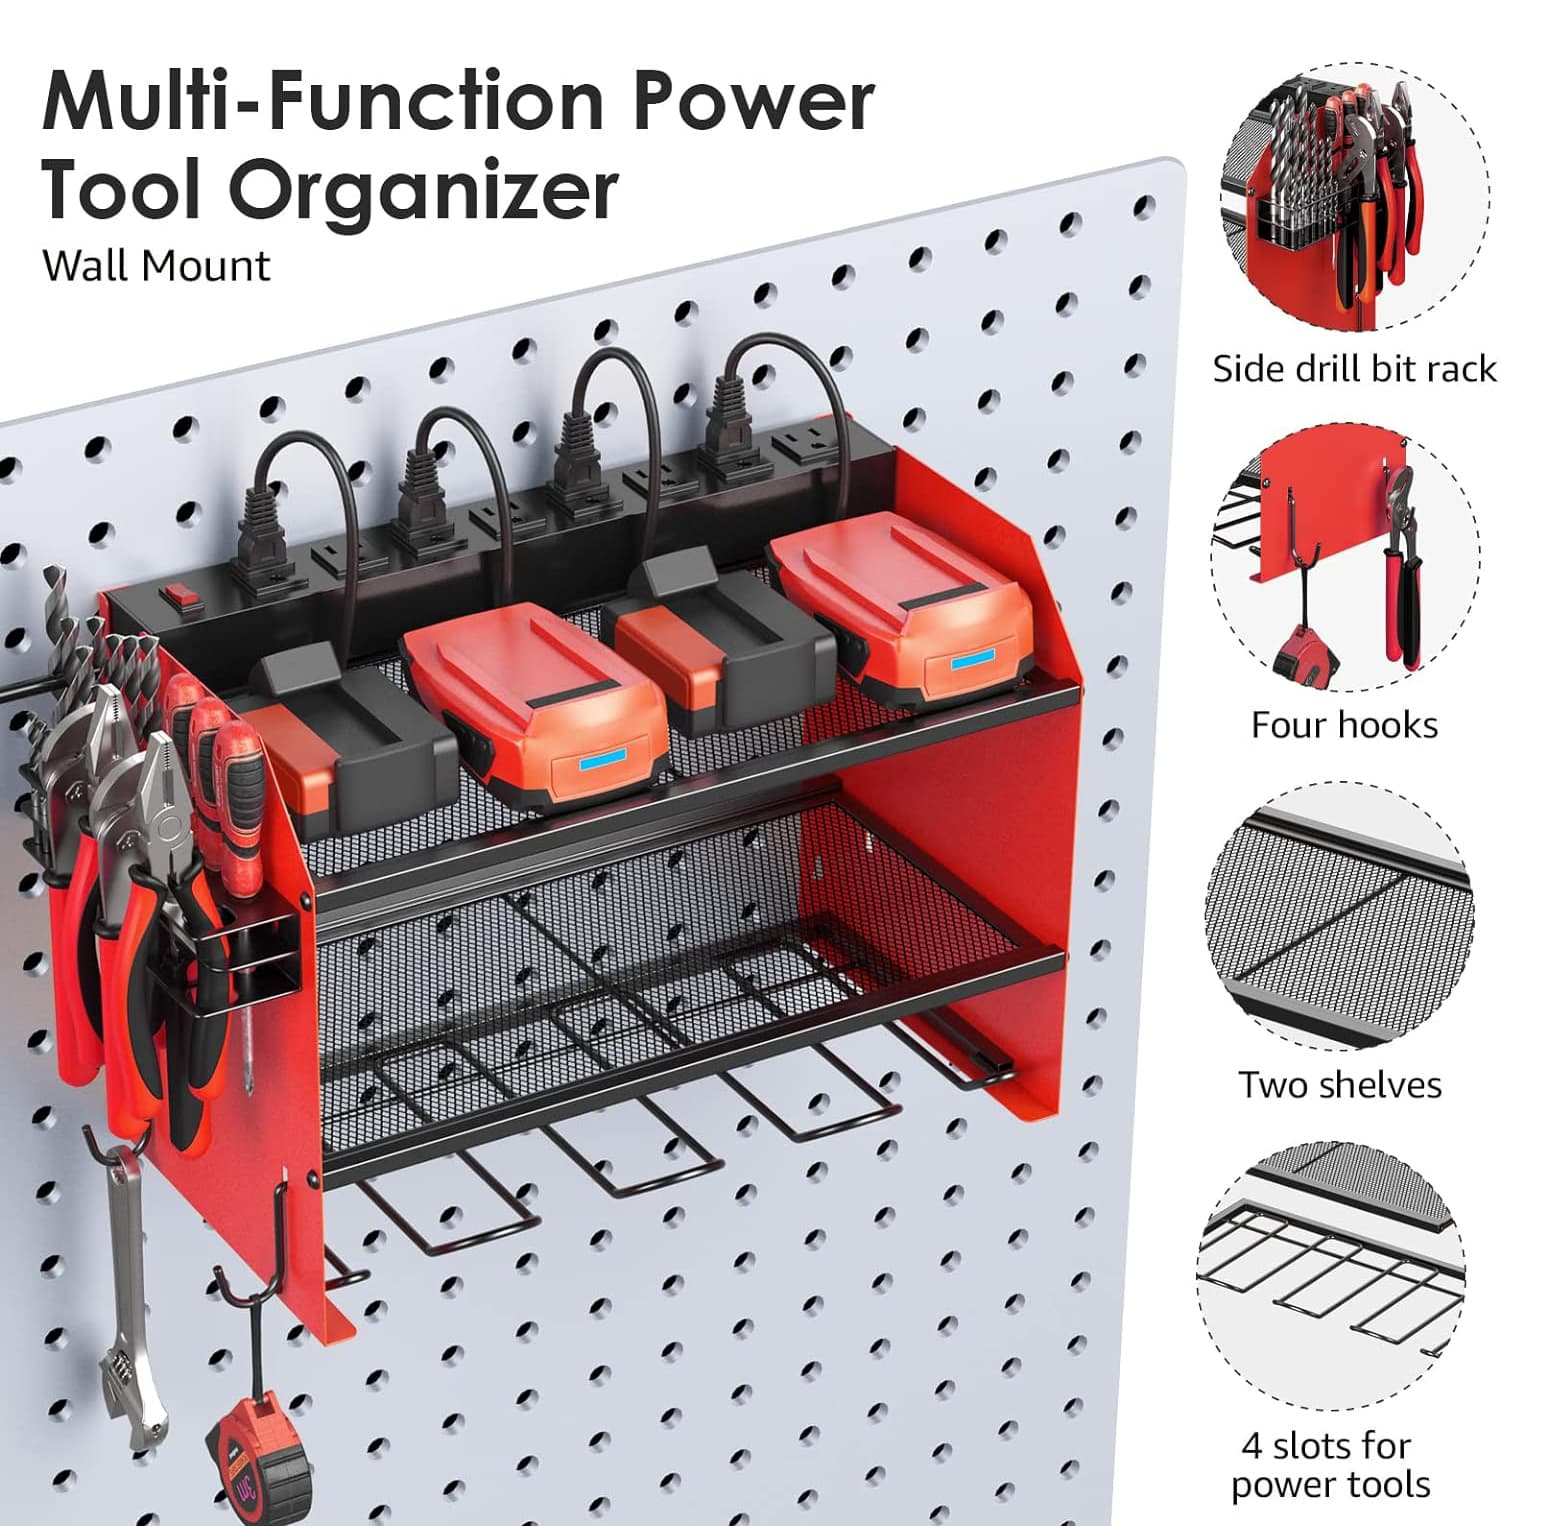 Multi-Function Power
Tool Organizer
Wall Mount
Side drill bit rack
Four hooks
Two shelves
4 slots for
power tools
3M